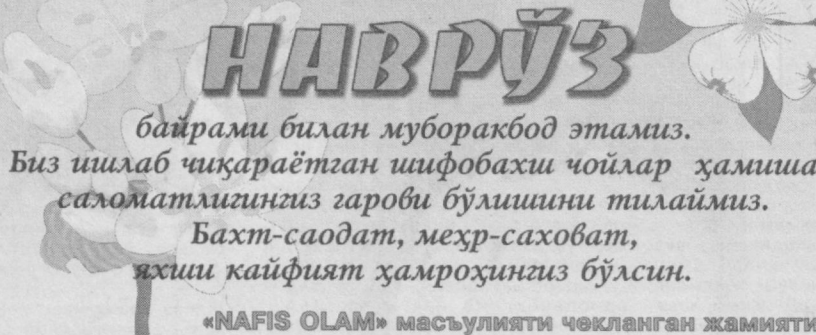 НАВРЎЗ
байрами билан муборакбод этамиз.
Биз ишлаб чиқараётган шифобахш чойлар ҳамиша
саломатлигингиз гарови бўлишини тилаймиз.
Бахт-саодат, меҳр-саховат,
яхши кайфият ҳамроҳингиз бўлсин.
«NAFIS OLAM» масъулияти чекланган жамияти